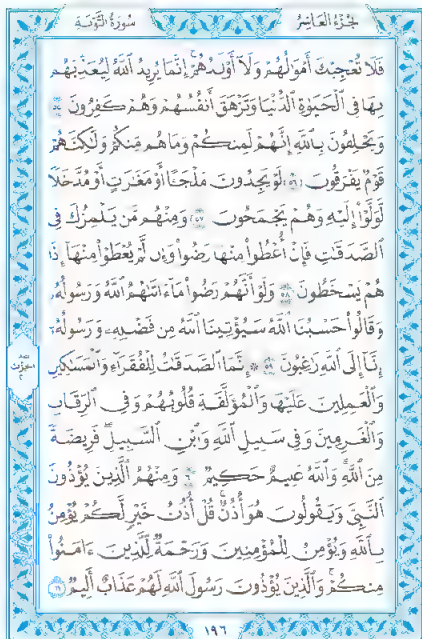 الجزء العاشر سورة التوبة
فَلَا تُعْجِبْكَ أَمْوَٰلُهُمْ وَلَآ أَوْلَٰدُهُمْ إِنَّمَا يُرِيدُ ٱللَّهُ لِيُعَذِّبَهُم
بِهَا فِى ٱلْحَيَوٰةِ ٱلدُّنْيَا وَتَزْهَقَ أَنفُسُهُمْ وَهُمْ كَٰفِرُونَ ٥٥
وَيَحْلِفُونَ بِٱللَّهِ إِنَّهُمْ لَمِنكُمْ وَمَا هُم مِّنكُمْ وَلَٰكِنَّهُمْ
قَوْمٌ يَفْرَقُونَ ٥٦ لَوْ يَجِدُونَ مَلْجَـًٔا أَوْ مَغَٰرَٰتٍ أَوْ مُدَّخَلًا
لَّوَلَّوْا۟ إِلَيْهِ وَهُمْ يَجْمَحُونَ ٥٧ وَمِنْهُم مَّن يَلْمِزُكَ فِى
ٱلصَّدَقَٰتِ فَإِنْ أُعْطُوا۟ مِنْهَا رَضُوا۟ وَإِن لَّمْ يُعْطَوْا۟ مِنْهَآ إِذَا
هُمْ يَسْخَطُونَ ٥٨ وَلَوْ أَنَّهُمْ رَضُوا۟ مَآ ءَاتَىٰهُمُ ٱللَّهُ وَرَسُولُهُۥ
وَقَالُوا۟ حَسْبُنَا ٱللَّهُ سَيُؤْتِينَا ٱللَّهُ مِن فَضْلِهِۦ وَرَسُولُهُۥٓ
إِنَّآ إِلَى ٱللَّهِ رَٰغِبُونَ ٥٩ ۞ إِنَّمَا ٱلصَّدَقَٰتُ لِلْفُقَرَآءِ وَٱلْمَسَٰكِينِ
وَٱلْعَٰمِلِينَ عَلَيْهَا وَٱلْمُؤَلَّفَةِ قُلُوبُهُمْ وَفِى ٱلرِّقَابِ
وَٱلْغَٰرِمِينَ وَفِى سَبِيلِ ٱللَّهِ وَٱبْنِ ٱلسَّبِيلِ فَرِيضَةً
مِّنَ ٱللَّهِ وَٱللَّهُ عَلِيمٌ حَكِيمٌ ٦٠ وَمِنْهُمُ ٱلَّذِينَ يُؤْذُونَ
ٱلنَّبِىَّ وَيَقُولُونَ هُوَ أُذُنٌ قُلْ أُذُنُ خَيْرٍ لَّكُمْ يُؤْمِنُ
بِٱللَّهِ وَيُؤْمِنُ لِلْمُؤْمِنِينَ وَرَحْمَةٌ لِّلَّذِينَ ءَامَنُوا۟
مِنكُمْ وَٱلَّذِينَ يُؤْذُونَ رَسُولَ ٱللَّهِ لَهُمْ عَذَابٌ أَلِيمٌ ٦١
١٩٦